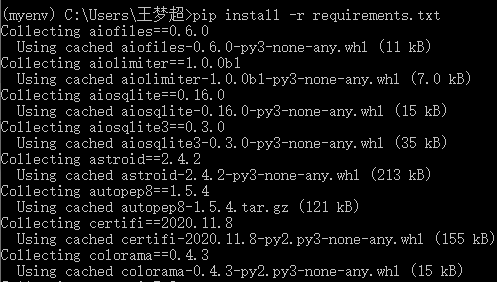 (myenv) C:\Users\王梦超>pip install -r requirements.txt
Collecting aiofiles==0.6.0
  Using cached aiofiles-0.6.0-py3-none-any.whl (11 kB)
Collecting aiolimiter==1.0.0b1
  Using cached aiolimiter-1.0.0b1-py3-none-any.whl (7.0 kB)
Collecting aiosqlite==0.16.0
  Using cached aiosqlite-0.16.0-py3-none-any.whl (15 kB)
Collecting aiosqlite3==0.3.0
  Using cached aiosqlite3-0.3.0-py3-none-any.whl (35 kB)
Collecting astroid==2.4.2
  Using cached astroid-2.4.2-py3-none-any.whl (213 kB)
Collecting autopep8==1.5.4
  Using cached autopep8-1.5.4.tar.gz (121 kB)
Collecting certifi==2020.11.8
  Using cached certifi-2020.11.8-py2.py3-none-any.whl (155 kB)
Collecting colorama==0.4.3
  Using cached colorama-0.4.3-py2.py3-none-any.whl (15 kB)